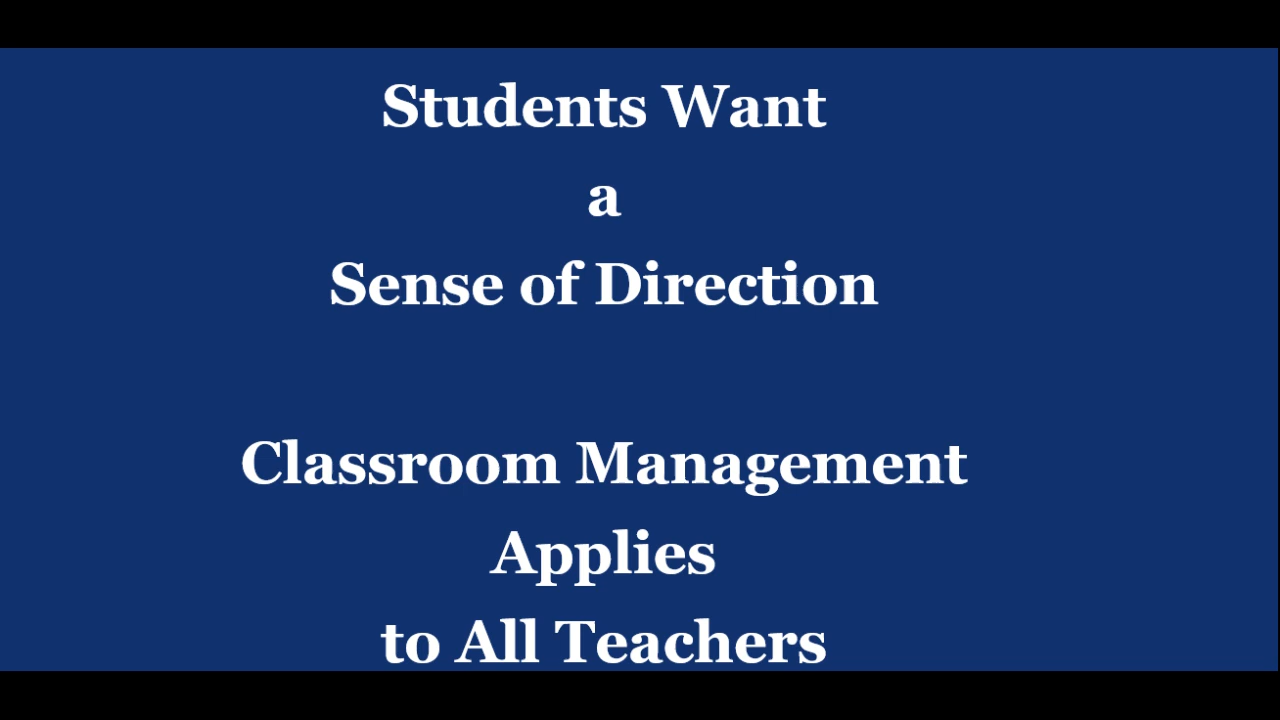 Students Want
a
Sense of Direction
Classroom Management
Applies
to All Teachers